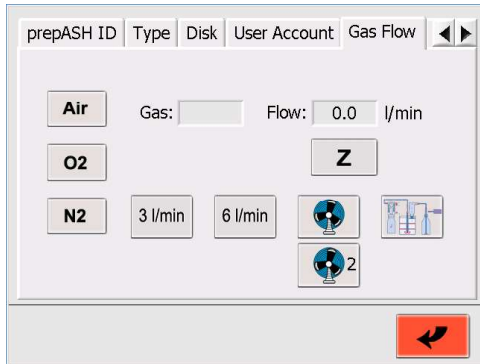 prepASH ID Type Disk User Account Gas Flow
Air Gas: Flow: 0.0 l/min
O2 Z
N2 3 l/min 6 l/min
2